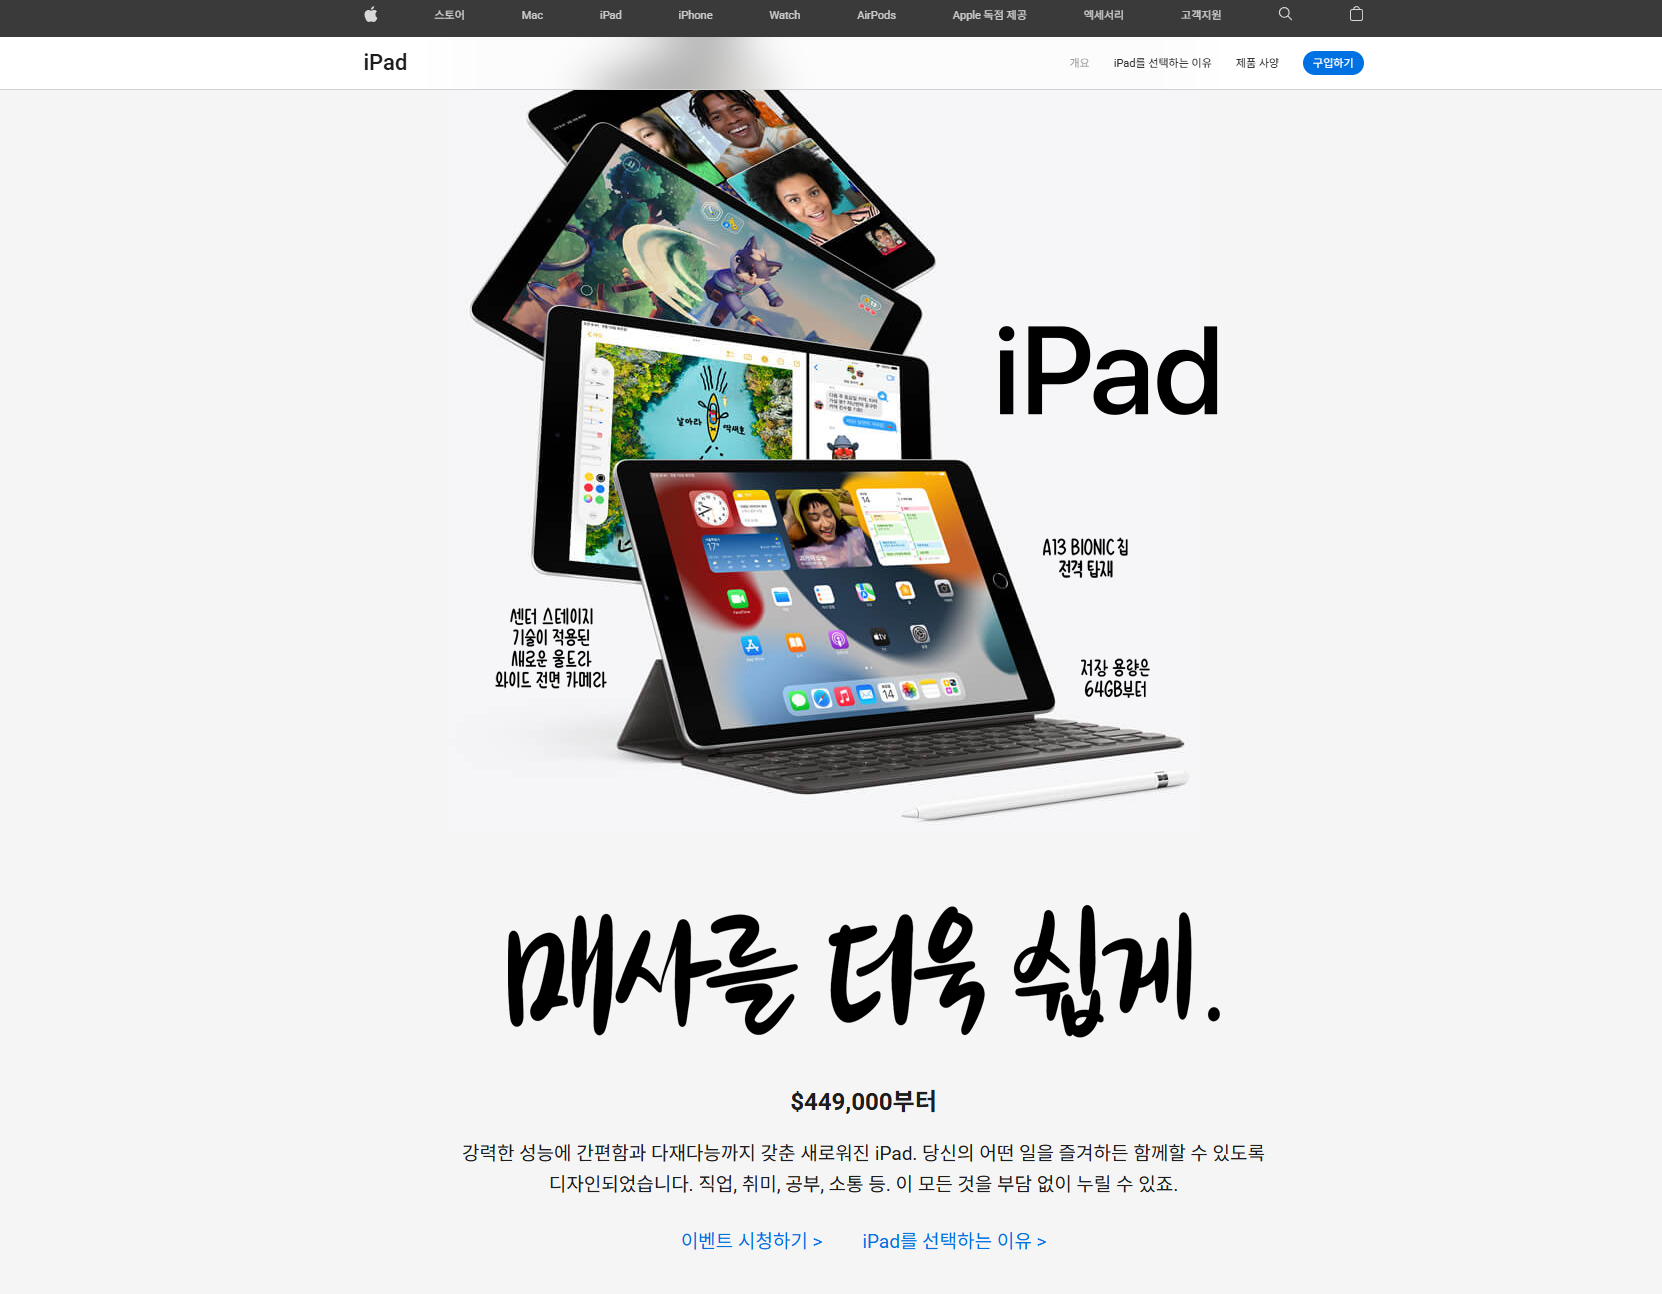 스토어 Mac iPad iPhone Watch AirPods Apple 독점 제공 액세서리 고객지원
iPad 개요 iPad를 선택하는 이유 제품 사양 구입하기
iPad
날아라 딱새호
A13 BIONIC 칩
전격 탑재
센터 스테이지
기술이 적용된
새로운 울트라
와이드 전면 카메라
저장 용량은
64GB부터
매사를 더욱 쉽게.
$449,000부터
강력한 성능에 간편함과 다재다능까지 갖춘 새로워진 iPad. 당신의 어떤 일을 즐겨하든 함께할 수 있도록
디자인되었습니다. 직업, 취미, 공부, 소통 등. 이 모든 것을 부담 없이 누릴 수 있죠.
이벤트 시청하기 > iPad를 선택하는 이유 >